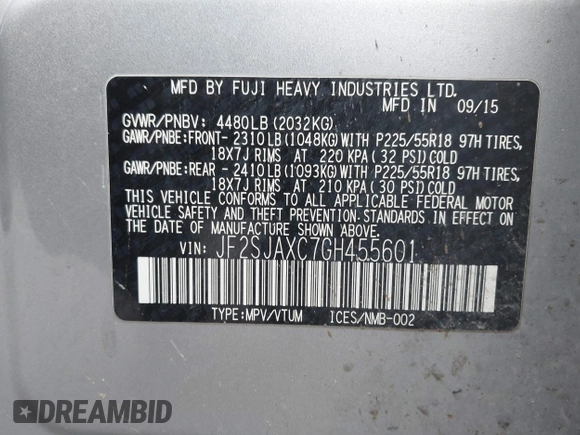 MFD BY FUJI HEAVY INDUSTRIES LTD.
MFD IN 09/15
GVWR/PNBV: 4480LB (2032KG)
GAWR/PNBE:FRONT- 2310LB (1048KG) WITH P225/55R18 97H TIRES,
18X7J RIMS AT 220 KPA ( 32 PSI) COLD
GAWR/PNBE:REAR - 2410LB (1093KG) WITH P225/55R18 97H TIRES,
18X7J RIMS AT 210 KPA ( 30 PSI) COLD
THIS VEHICLE CONFORMS TO ALL APPLICABLE FEDERAL MOTOR
VEHICLE SAFETY AND THEFT PREVENTION STANDARDS IN EFFECT ON
THE DATE OF MANUFACTURE SHOWN ABOVE.
VIN: JF2SJAXC7GH455601
TYPE:MPV/VTUM ICES/NMB-002
DREAMBID